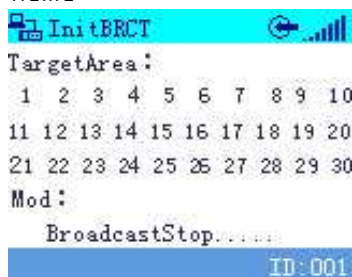 InitBRCT
TargetArea:
1 2 3 4 5 6 7 8 9 10
11 12 13 14 15 16 17 18 19 20
21 22 23 24 25 26 27 28 29 30
Mod:
BroadcastStop......
ID:001